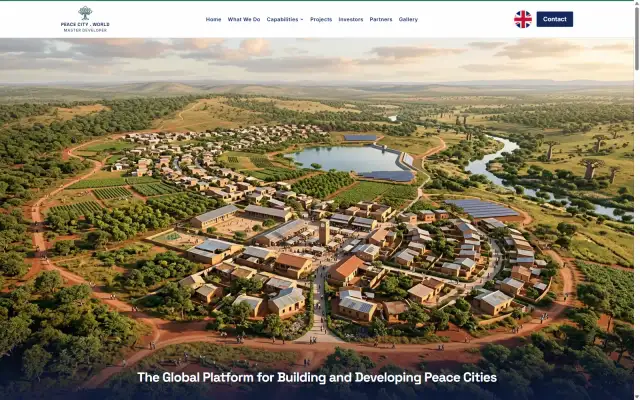 PEACE CITY . WORLD
MASTER DEVELOPER
Home What We Do Capabilities Projects Investors Partners Gallery
Contact
The Global Platform for Building and Developing Peace Cities